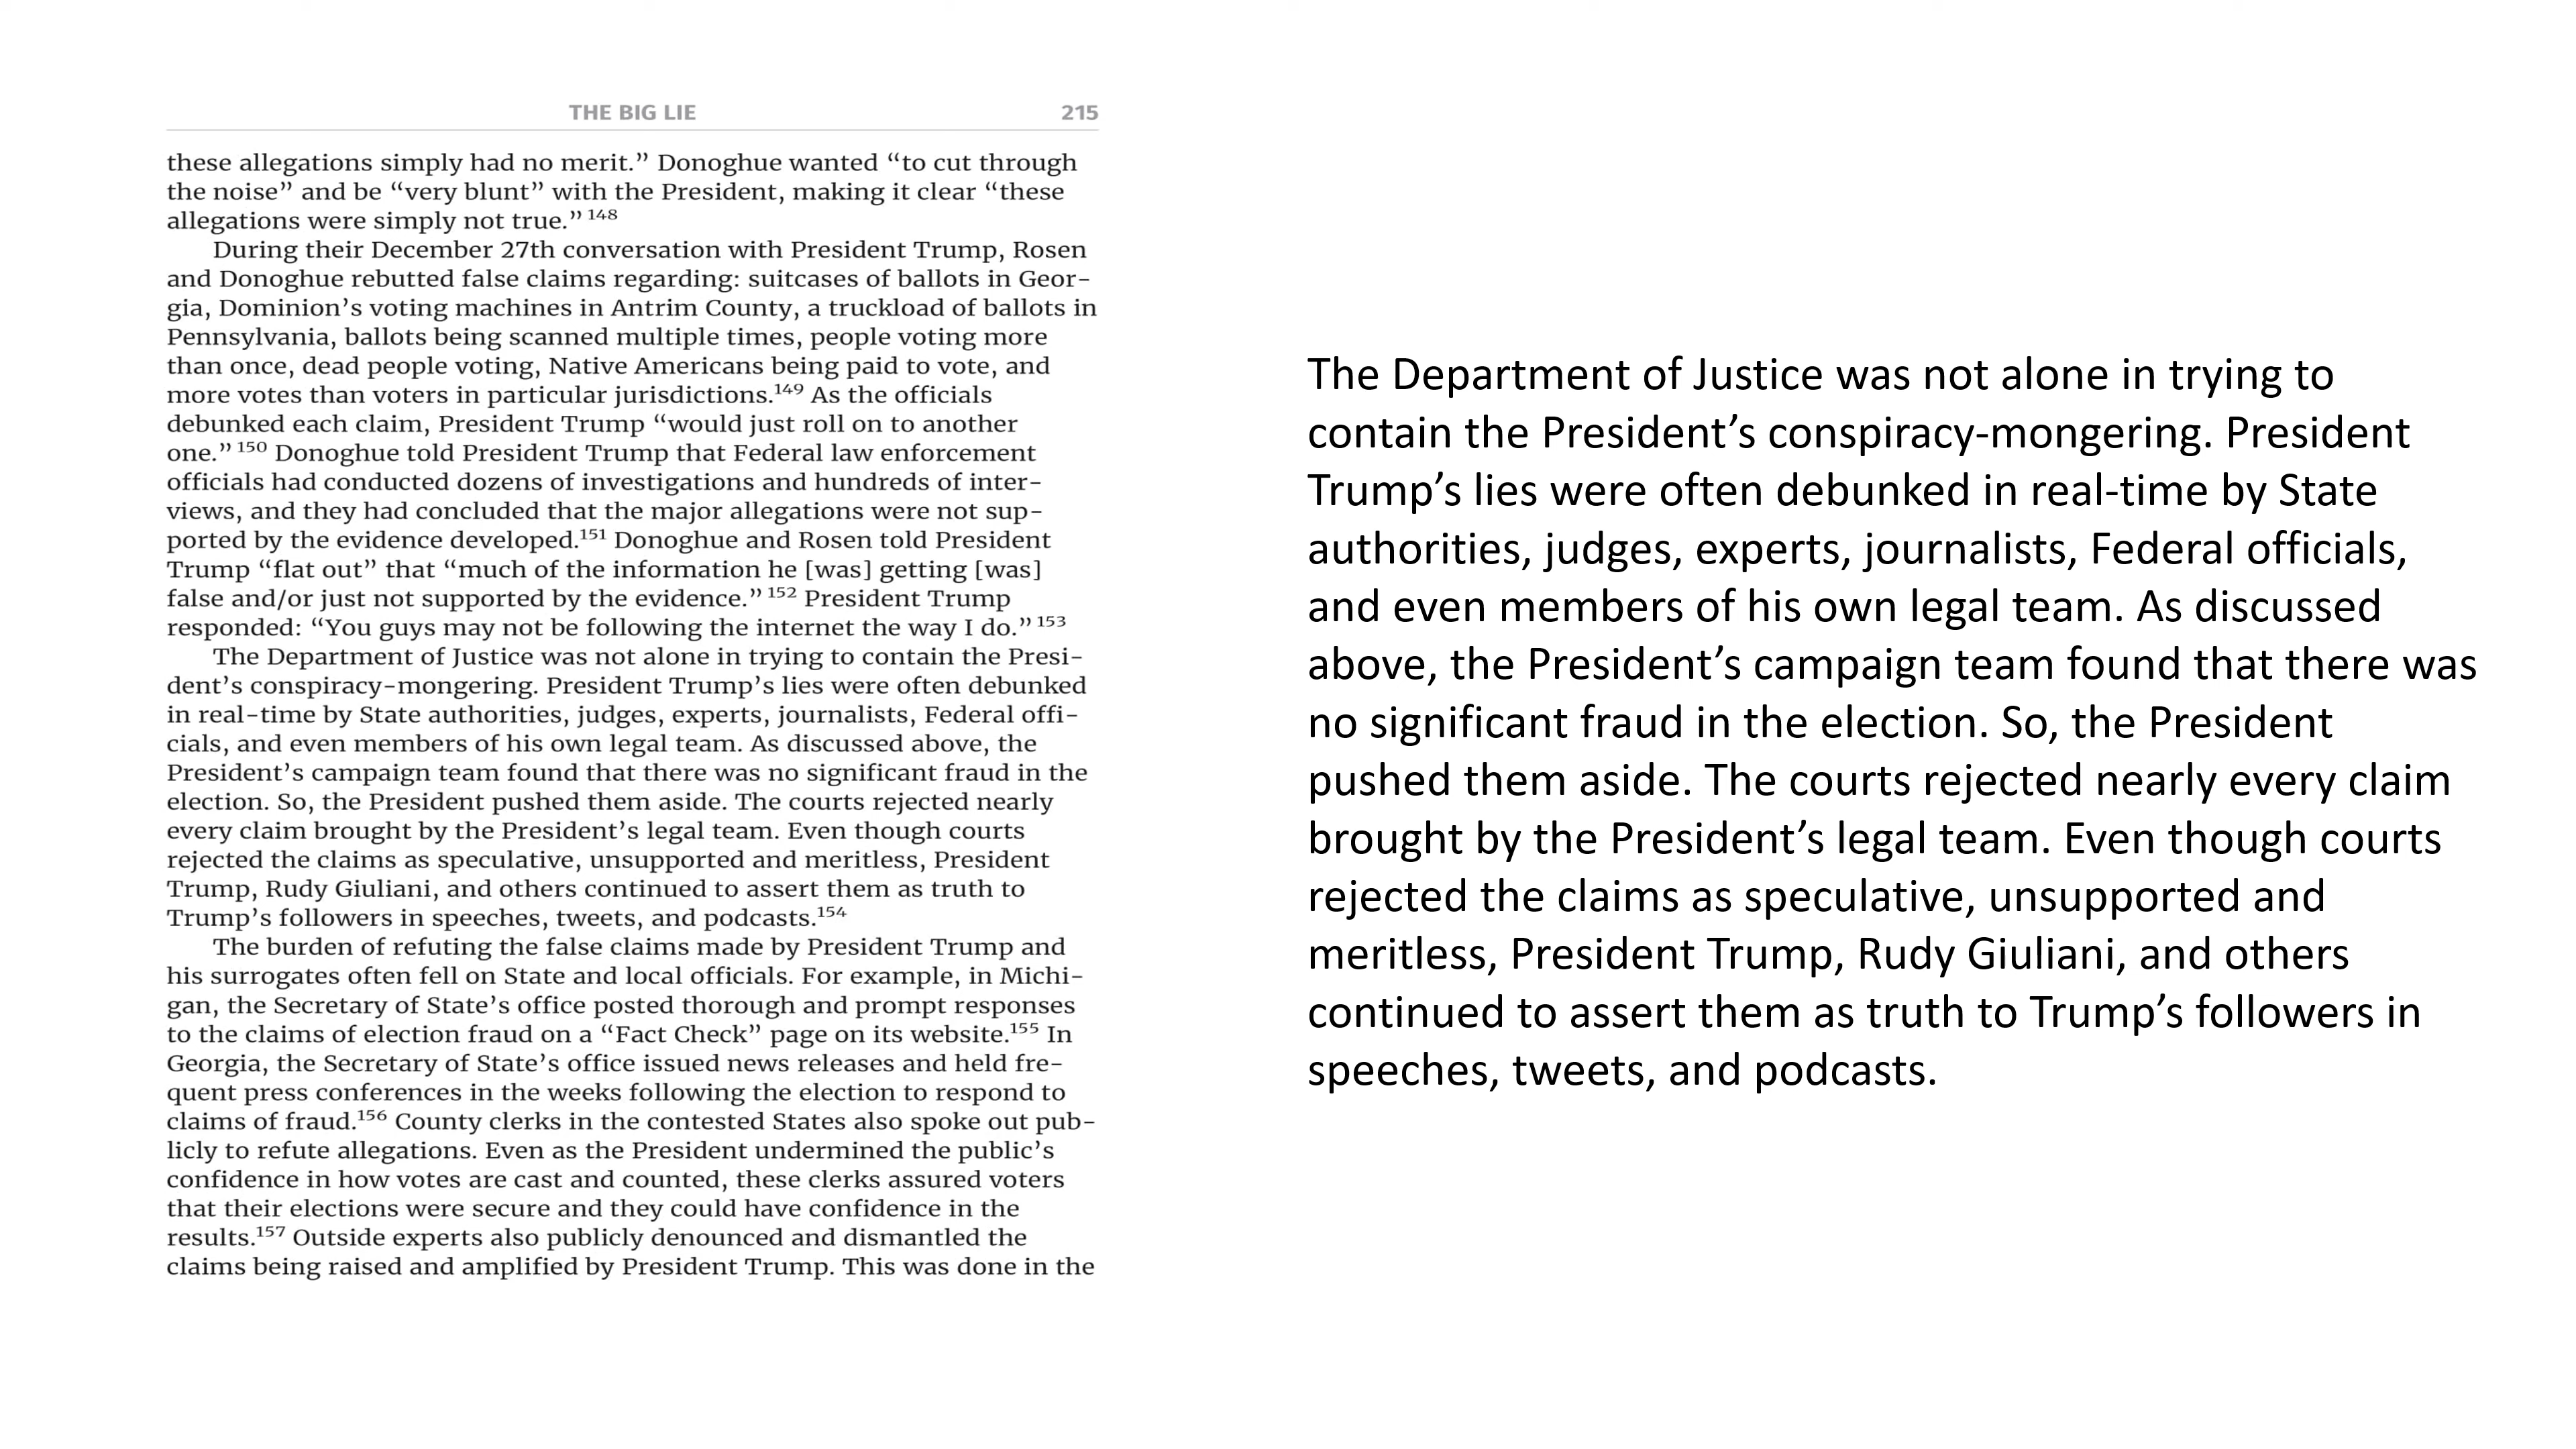 THE BIG LIE 215
these allegations simply had no merit.” Donoghue wanted “to cut through
the noise” and be “very blunt” with the President, making it clear “these
allegations were simply not true.” 148
During their December 27th conversation with President Trump, Rosen
and Donoghue rebutted false claims regarding: suitcases of ballots in Geor-
gia, Dominion’s voting machines in Antrim County, a truckload of ballots in
Pennsylvania, ballots being scanned multiple times, people voting more
than once, dead people voting, Native Americans being paid to vote, and
more votes than voters in particular jurisdictions.149 As the officials
debunked each claim, President Trump “would just roll on to another
one.” 150 Donoghue told President Trump that Federal law enforcement
officials had conducted dozens of investigations and hundreds of inter-
views, and they had concluded that the major allegations were not sup-
ported by the evidence developed.151 Donoghue and Rosen told President
Trump “flat out” that “much of the information he [was] getting [was]
false and/or just not supported by the evidence.” 152 President Trump
responded: “You guys may not be following the internet the way I do.” 153
The Department of Justice was not alone in trying to contain the Presi-
dent’s conspiracy-mongering. President Trump’s lies were often debunked
in real-time by State authorities, judges, experts, journalists, Federal offi-
cials, and even members of his own legal team. As discussed above, the
President’s campaign team found that there was no significant fraud in the
election. So, the President pushed them aside. The courts rejected nearly
every claim brought by the President’s legal team. Even though courts
rejected the claims as speculative, unsupported and meritless, President
Trump, Rudy Giuliani, and others continued to assert them as truth to
Trump’s followers in speeches, tweets, and podcasts.154
The burden of refuting the false claims made by President Trump and
his surrogates often fell on State and local officials. For example, in Michi-
gan, the Secretary of State’s office posted thorough and prompt responses
to the claims of election fraud on a “Fact Check” page on its website.155 In
Georgia, the Secretary of State’s office issued news releases and held fre-
quent press conferences in the weeks following the election to respond to
claims of fraud.156 County clerks in the contested States also spoke out pub-
licly to refute allegations. Even as the President undermined the public’s
confidence in how votes are cast and counted, these clerks assured voters
that their elections were secure and they could have confidence in the
results.157 Outside experts also publicly denounced and dismantled the
claims being raised and amplified by President Trump. This was done in the
The Department of Justice was not alone in trying to
contain the President’s conspiracy-mongering. President
Trump’s lies were often debunked in real-time by State
authorities, judges, experts, journalists, Federal officials,
and even members of his own legal team. As discussed
above, the President’s campaign team found that there was
no significant fraud in the election. So, the President
pushed them aside. The courts rejected nearly every claim
brought by the President’s legal team. Even though courts
rejected the claims as speculative, unsupported and
meritless, President Trump, Rudy Giuliani, and others
continued to assert them as truth to Trump’s followers in
speeches, tweets, and podcasts.